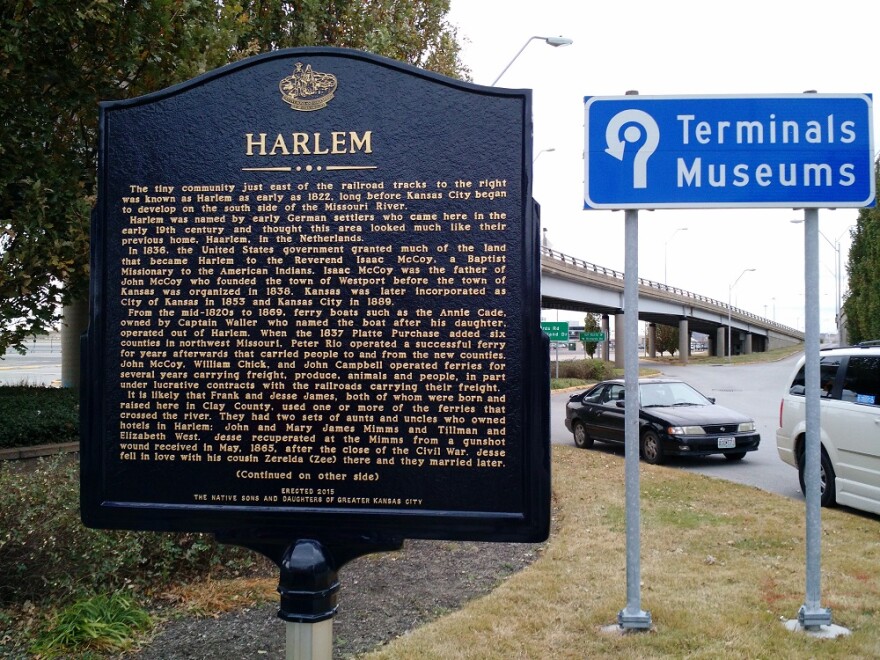 HARLEM
The tiny community just east of the railroad tracks to the right
was known as Harlem as early as 1822, long before Kansas City began
to develop on the south side of the Missouri River.
Harlem was named by early German settlers who came here in the
early 19th century and thought this area looked much like their
previous home, Haarlem, in the Netherlands.
In 1836, the United States government granted much of the land
that became Harlem to the Reverend Isaac McCoy, a Baptist
Missionary to the American Indians. Isaac McCoy was the father of
John McCoy who founded the town of Westport before the town of
Kansas was organized in 1838. Kansas was later incorporated as
City of Kansas in 1853 and Kansas City in 1889.
From the mid-1820s to 1869, ferry boats such as the Annie Cade,
owned by Captain Waller who named the boat after his daughter,
operated out of Harlem. When the 1837 Platte Purchase added six
counties in northwest Missouri, Peter Rio operated a successful ferry
for years afterwards that carried people to and from the new counties.
John McCoy, William Chick, and John Campbell operated ferries for
several years carrying freight, produce, animals and people, in part
under lucrative contracts with the railroads carrying their freight.
It is likely that Frank and Jesse James, both of whom were born and
raised here in Clay County, used one or more of the ferries that
crossed the river. They had two sets of aunts and uncles who owned
hotels in Harlem: John and Mary James Mimms and Tillman and
Elizabeth West. Jesse recuperated at the Mimms from a gunshot
wound received in May, 1865, after the close of the Civil War. Jesse
fell in love with his cousin Zerelda (Zee) there and they married later.
(Continued on other side)
ERECTED 2015
THE NATIVE SONS AND DAUGHTERS OF GREATER KANSAS CITY
Terminals
Museums